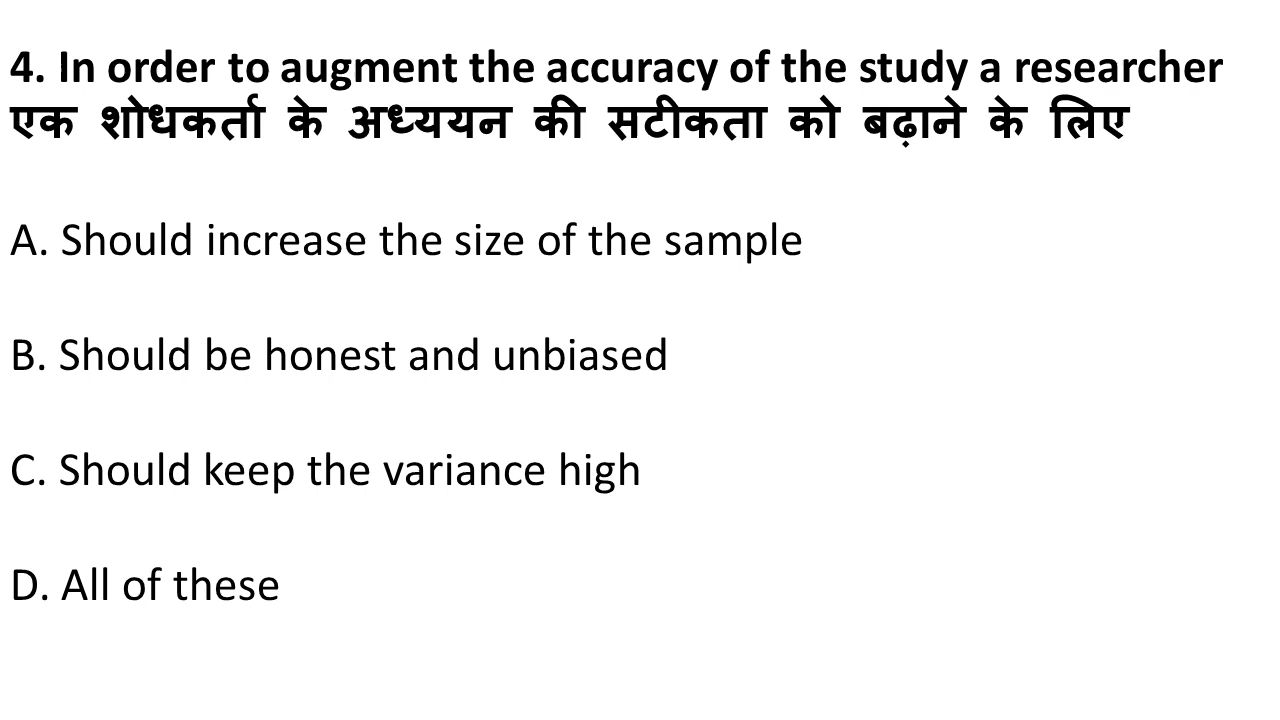 4. In order to augment the accuracy of the study a researcher
एक शोधकर्ता के अध्ययन की सटीकता को बढ़ाने के लिए
A. Should increase the size of the sample
B. Should be honest and unbiased
C. Should keep the variance high
D. All of these